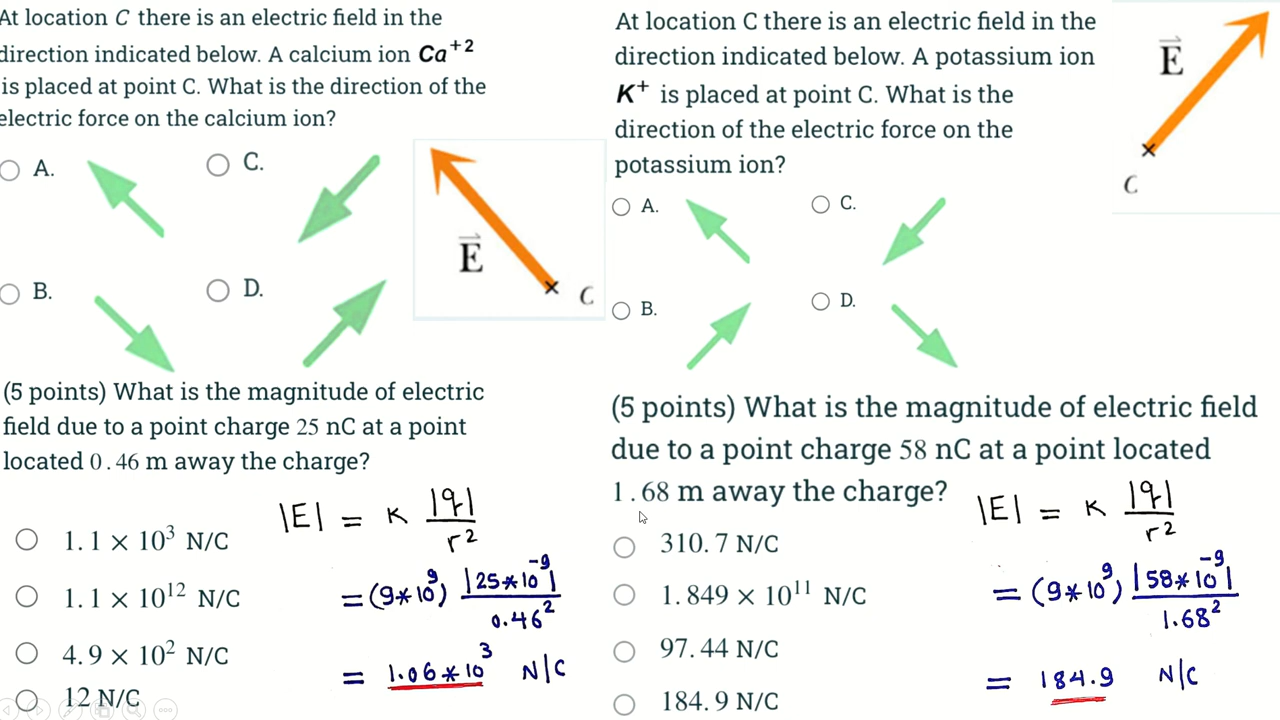 At location C there is an electric field in the
direction indicated below. A calcium ion Ca⁺²
is placed at point C. What is the direction of the
electric force on the calcium ion?
A.
C.
B.
D.
E⃗
C
At location C there is an electric field in the
direction indicated below. A potassium ion
K⁺ is placed at point C. What is the
direction of the electric force on the
potassium ion?
A.
C.
B.
D.
E⃗
C
(5 points) What is the magnitude of electric
field due to a point charge 25 nC at a point
located 0.46 m away the charge?
1.1 × 10³ N/C
1.1 × 10¹² N/C
4.9 × 10² N/C
12 N/C
|E| = K |q| / r²
= (9*10⁹) |25*10⁻⁹| / 0.46²
= 1.06*10³ N/C
(5 points) What is the magnitude of electric field
due to a point charge 58 nC at a point located
1.68 m away the charge?
310.7 N/C
1.849 × 10¹¹ N/C
97.44 N/C
184.9 N/C
|E| = K |q| / r²
= (9*10⁹) |58*10⁻⁹| / 1.68²
= 184.9 N/C